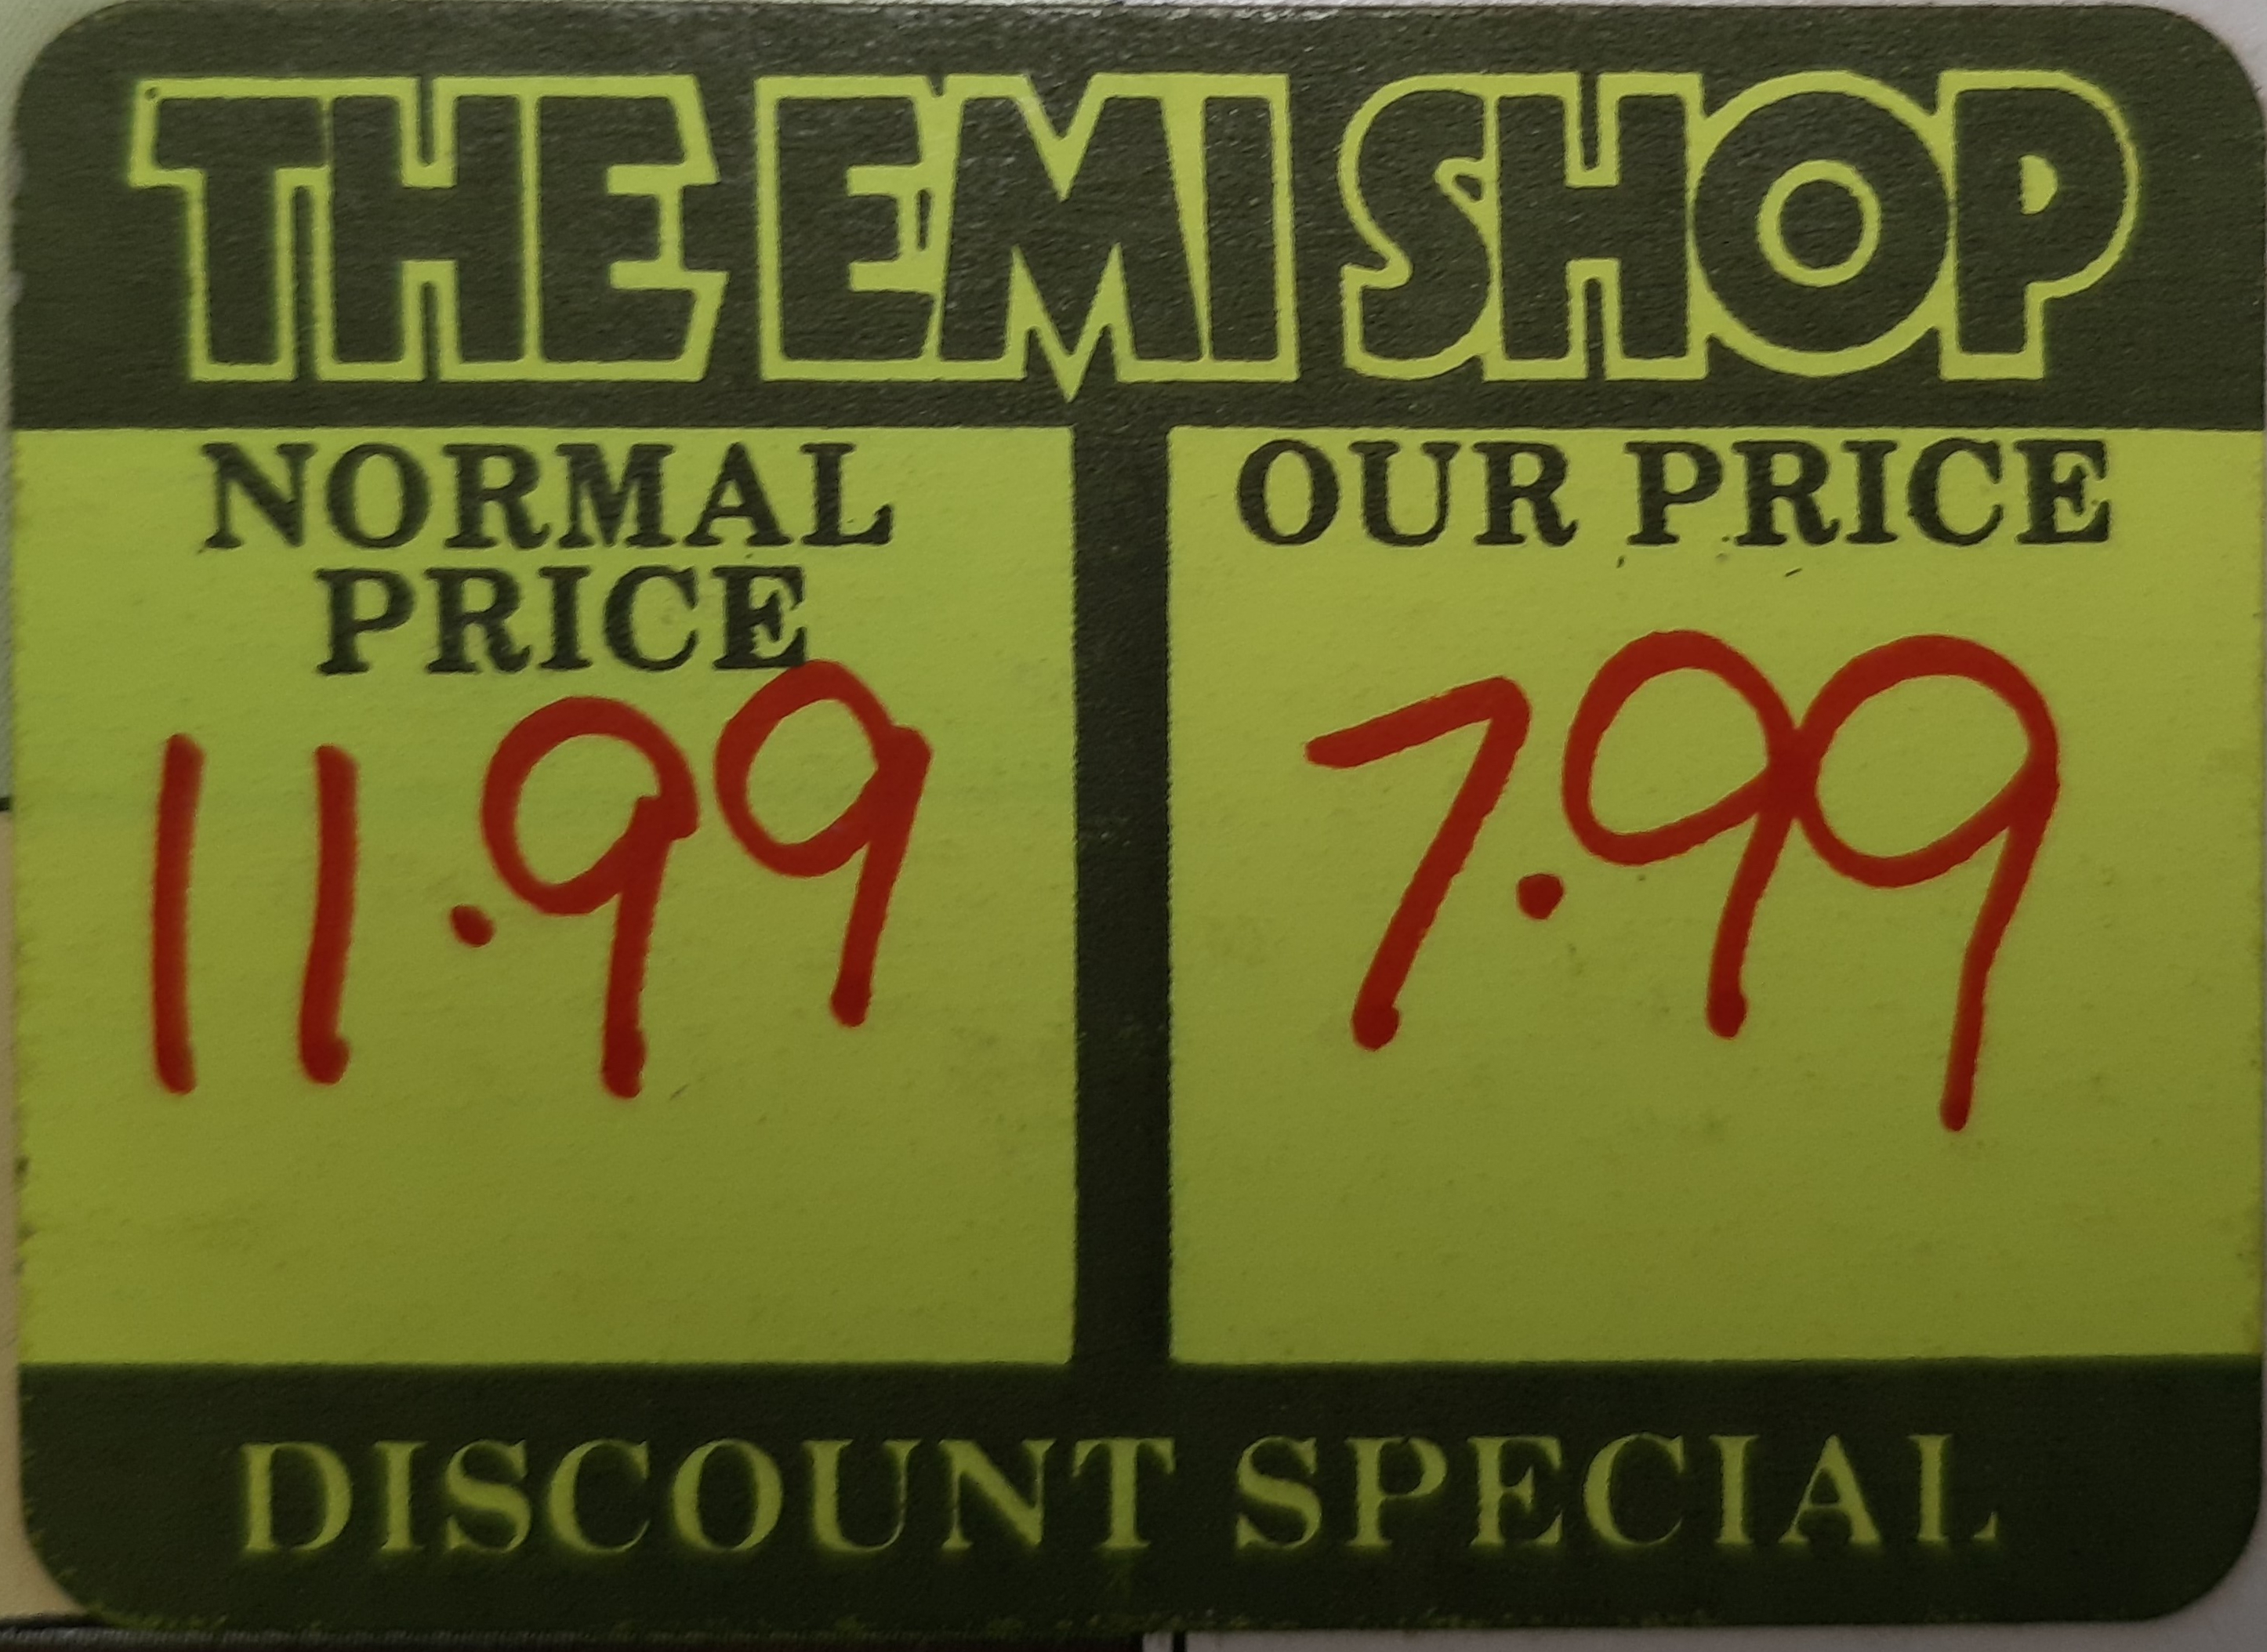 THE EMI SHOP
NORMAL
PRICE
11.99
OUR PRICE
7.99
DISCOUNT SPECIAL